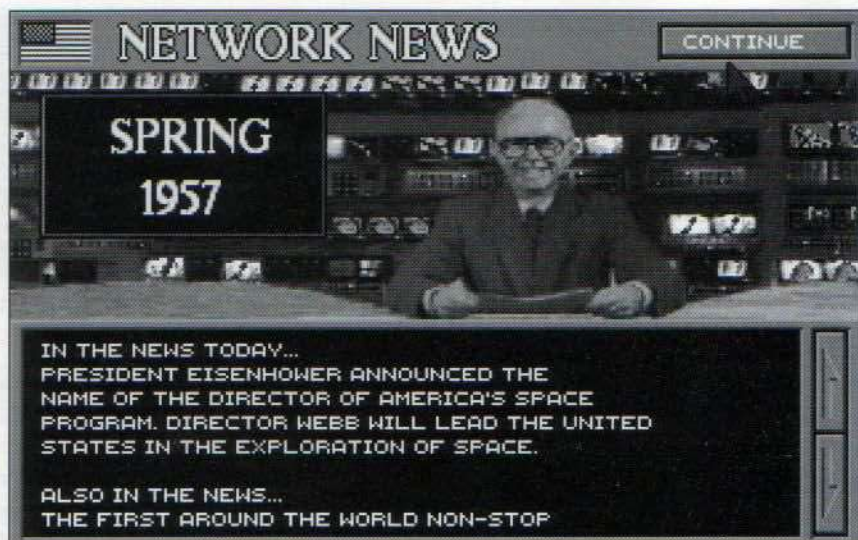 NETWORK NEWS
CONTINUE
SPRING
1957
IN THE NEWS TODAY...
PRESIDENT EISENHOWER ANNOUNCED THE
NAME OF THE DIRECTOR OF AMERICA'S SPACE
PROGRAM. DIRECTOR WEBB WILL LEAD THE UNITED
STATES IN THE EXPLORATION OF SPACE.
ALSO IN THE NEWS...
THE FIRST AROUND THE WORLD NON-STOP